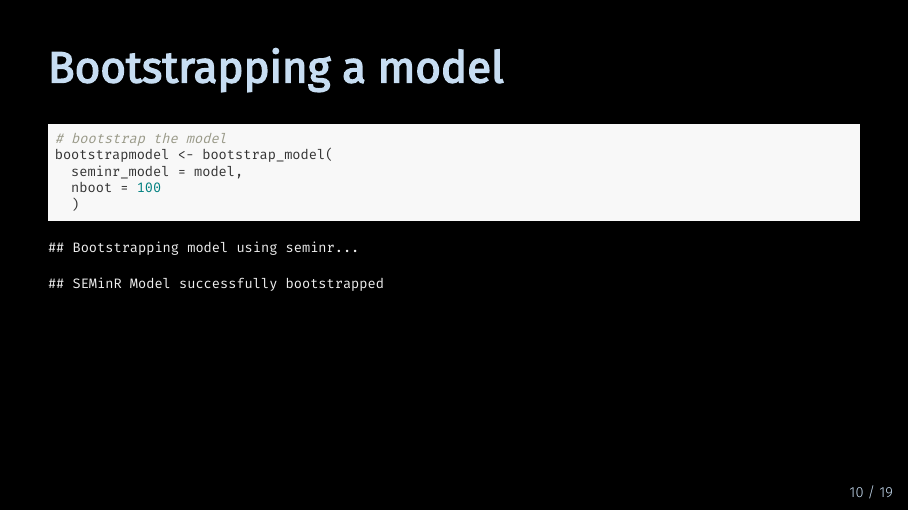 Bootstrapping a model
# bootstrap the model
bootstrapmodel <- bootstrap_model(
  seminr_model = model,
  nboot = 100
  )
## Bootstrapping model using seminr...
## SEMinR Model successfully bootstrapped
10 / 19